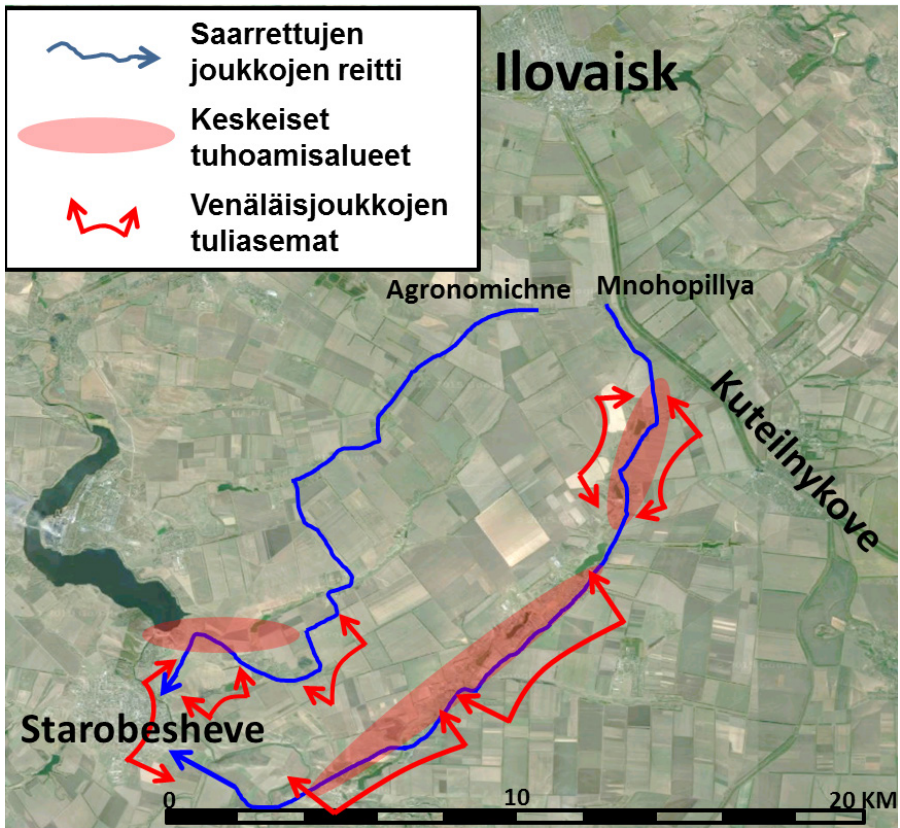 Saarrettujen
joukkojen reitti
Keskeiset
tuhoamisalueet
Venäläisjoukkojen
tuliasemat
Ilovaisk
Agronomichne
Mnohopillya
Kuteilnykove
Starobesheve
0
10
20 KM